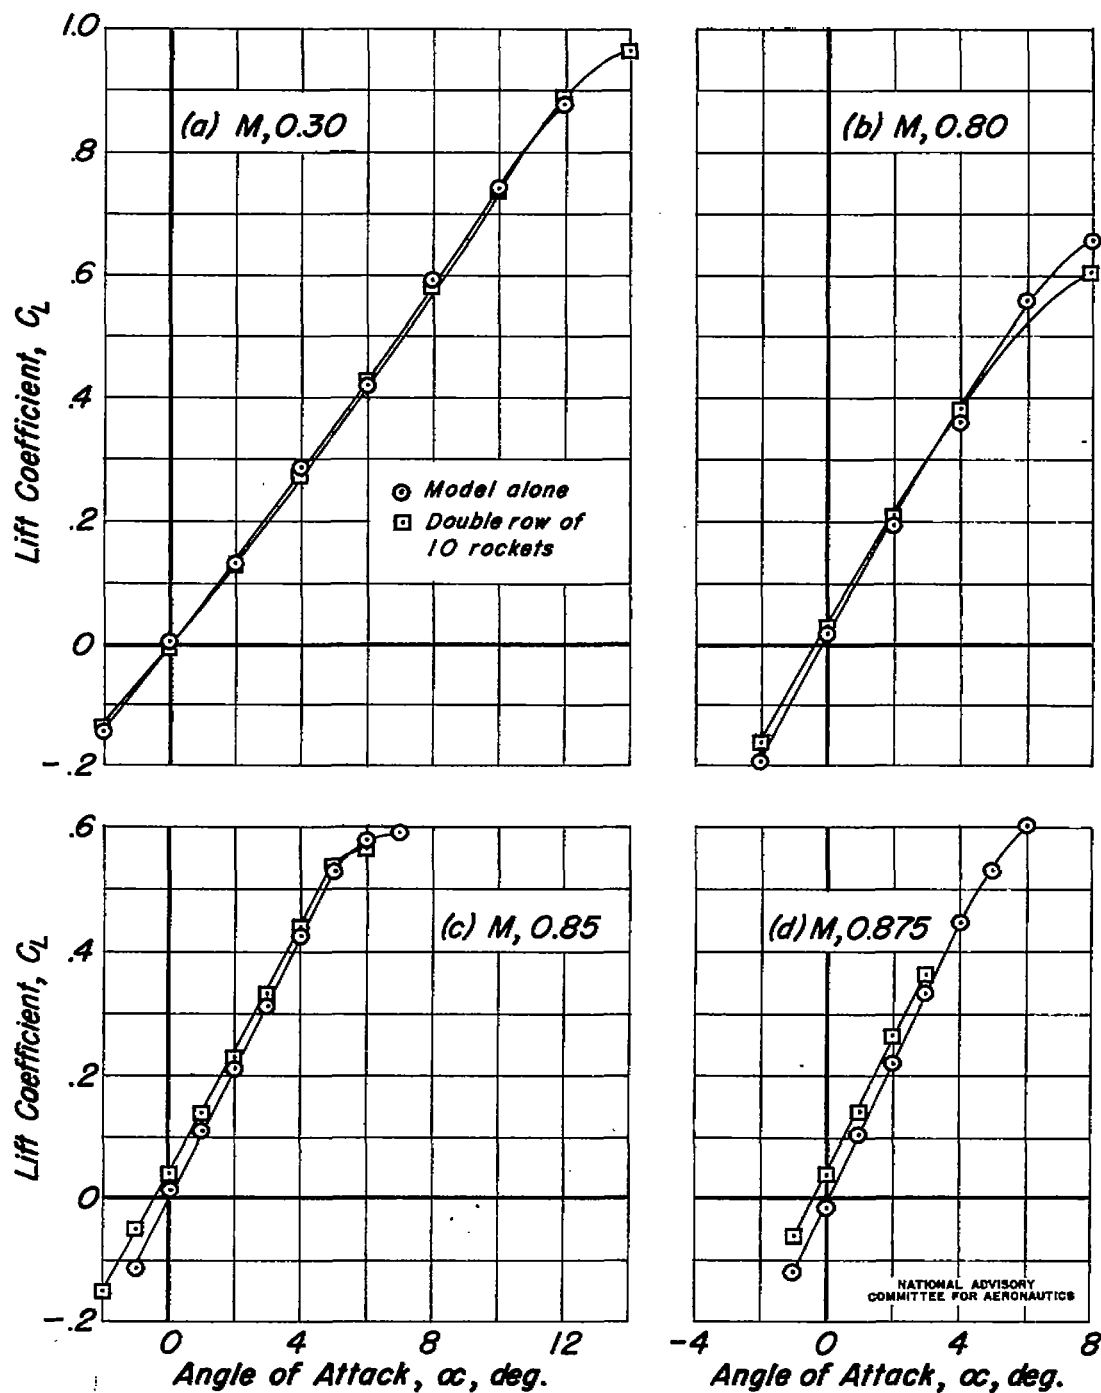 1.0
.8
.6
.4
.2
0
-.2
Lift Coefficient, C_L
(a) M, 0.30
⊙ Model alone
⊡ Double row of
10 rockets
(b) M, 0.80
.6
.4
.2
0
-.2
Lift Coefficient, C_L
(c) M, 0.85
0 4 8 12
Angle of Attack, ∝, deg.
(d) M, 0.875
NATIONAL ADVISORY
COMMITTEE FOR AERONAUTICS
-4 0 4 8
Angle of Attack, ∝, deg.